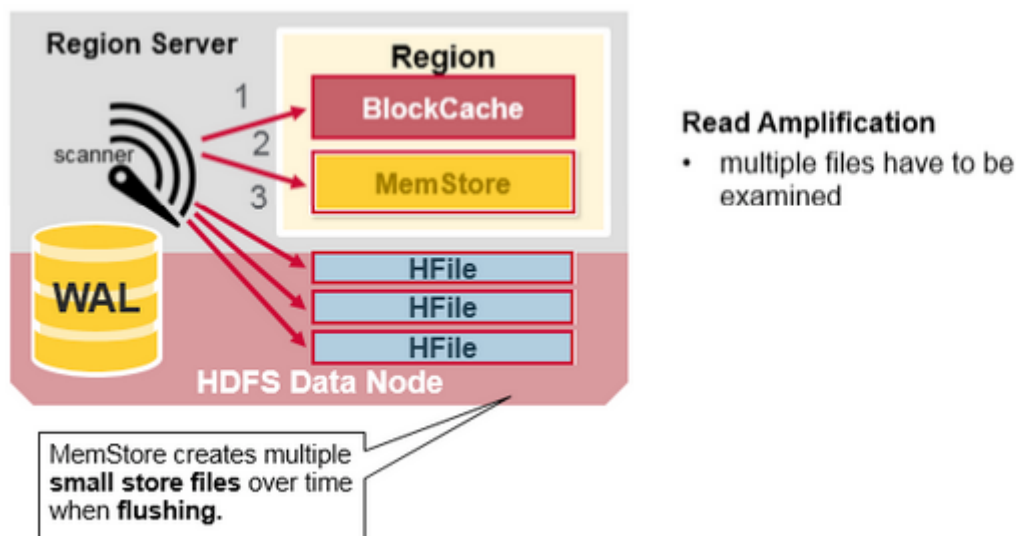 Region Server
Region
1
BlockCache
2
scanner
MemStore
3
HFile
WAL
HFile
HFile
HDFS Data Node
Read Amplification
• multiple files have to be
examined
MemStore creates multiple
small store files over time
when flushing.